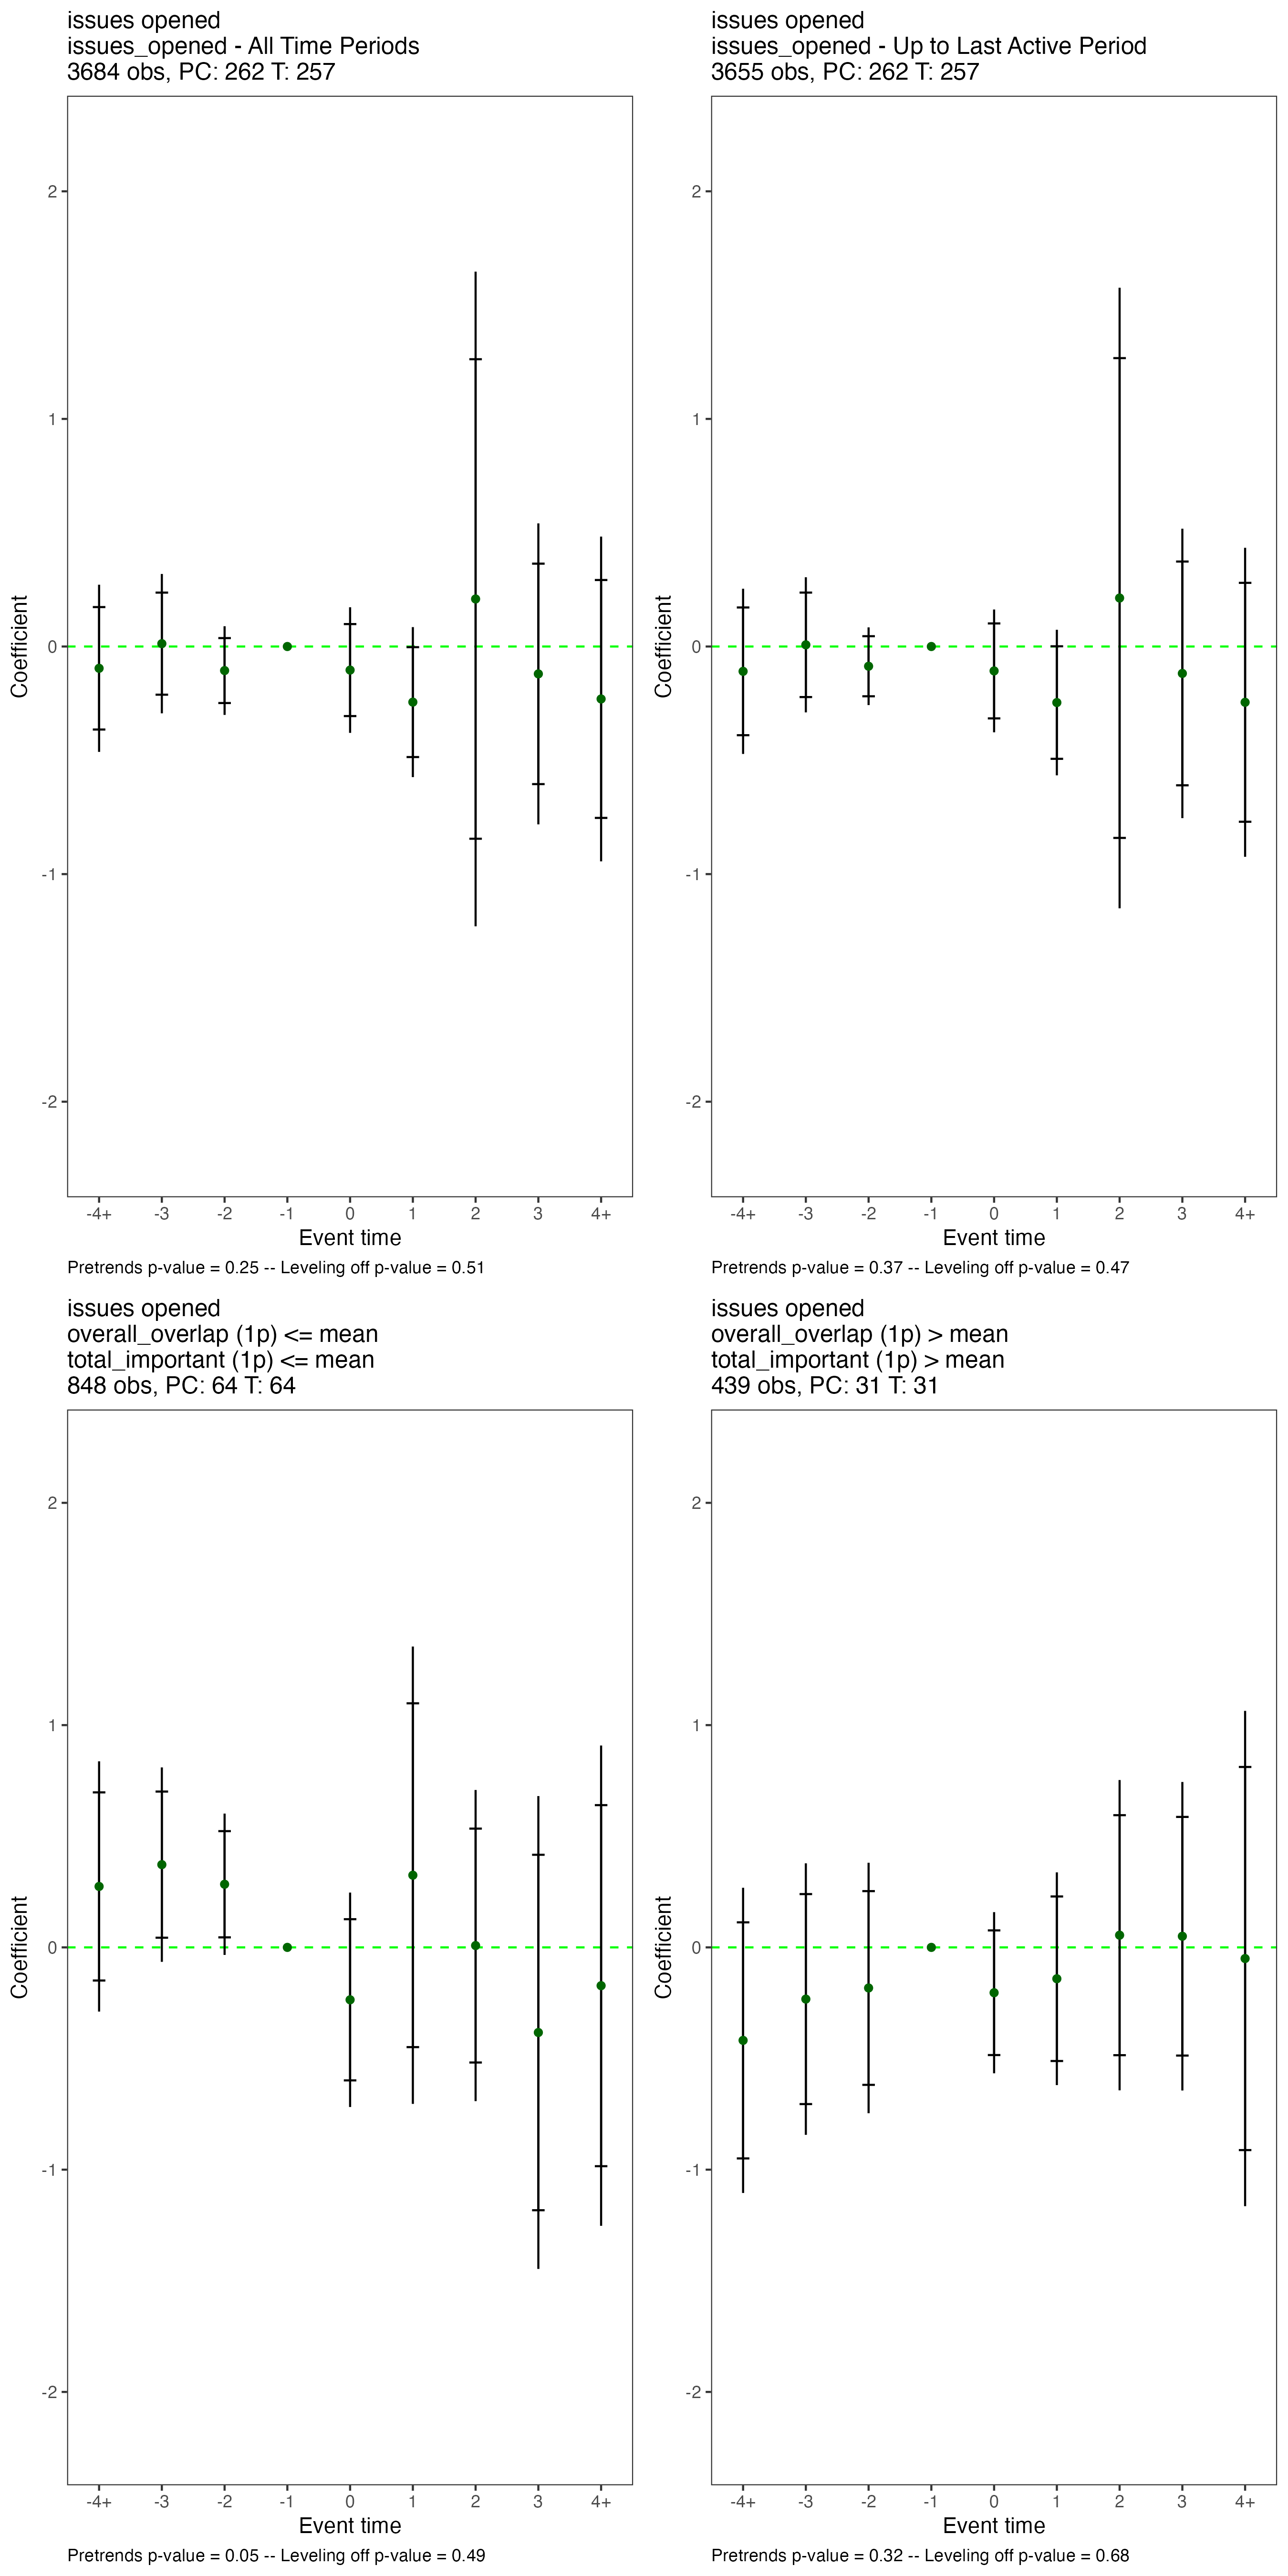 issues opened
issues_opened - All Time Periods
3684 obs, PC: 262 T: 257
2
1
0
-1
-2
Coefficient
-4+ -3 -2 -1 0 1 2 3 4+
Event time
Pretrends p-value = 0.25 -- Leveling off p-value = 0.51
issues opened
issues_opened - Up to Last Active Period
3655 obs, PC: 262 T: 257
2
1
0
-1
-2
Coefficient
-4+ -3 -2 -1 0 1 2 3 4+
Event time
Pretrends p-value = 0.37 -- Leveling off p-value = 0.47
issues opened
overall_overlap (1p) <= mean
total_important (1p) <= mean
848 obs, PC: 64 T: 64
2
1
0
-1
-2
Coefficient
-4+ -3 -2 -1 0 1 2 3 4+
Event time
Pretrends p-value = 0.05 -- Leveling off p-value = 0.49
issues opened
overall_overlap (1p) > mean
total_important (1p) > mean
439 obs, PC: 31 T: 31
2
1
0
-1
-2
Coefficient
-4+ -3 -2 -1 0 1 2 3 4+
Event time
Pretrends p-value = 0.32 -- Leveling off p-value = 0.68